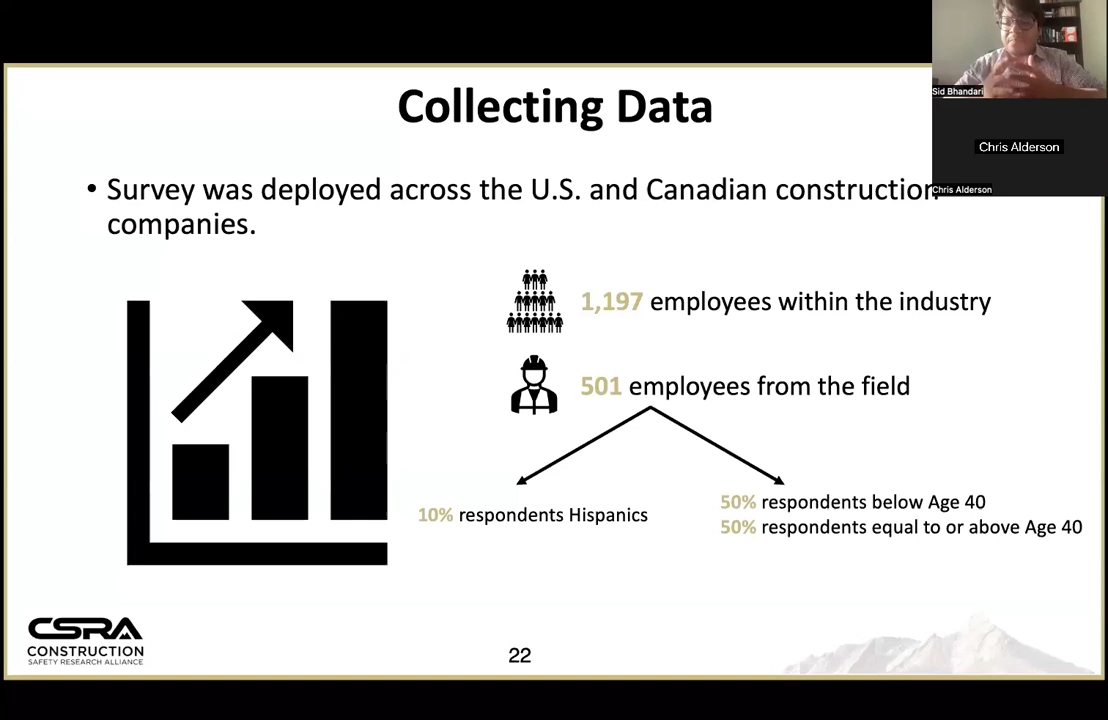 Collecting Data
• Survey was deployed across the U.S. and Canadian construction
companies.
1,197 employees within the industry
501 employees from the field
10% respondents Hispanics
50% respondents below Age 40
50% respondents equal to or above Age 40
CSRA
CONSTRUCTION
SAFETY RESEARCH ALLIANCE
22
Sid Bhandari
Chris Alderson
Chris Alderson